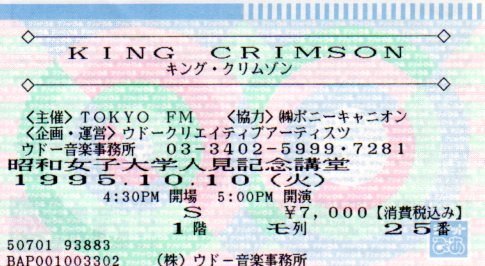 KING CRIMSON
キング・クリムゾン
〈主催〉TOKYO FM 〈協力〉㈱ポニーキャニオン
〈企画・運営〉ウドークリエイティブアーティスツ
ウドー音楽事務所 03-3402-5999・7281
昭和女子大学人見記念講堂
1995.10.10(火)
4:30PM 開場 5:00PM 開演
S ¥7,000【消費税込み】
1階 モ列 25番
50701 93883
BAP001003302 (株)ウドー音楽事務所
ぴあ